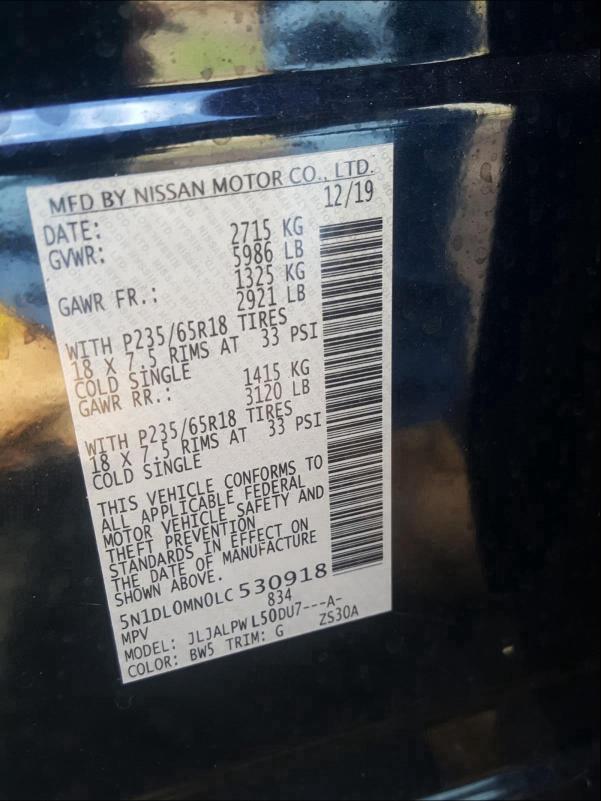 MFD BY NISSAN MOTOR CO., LTD.
DATE: 12/19
GVWR: 2715 KG
5986 LB
GAWR FR.: 1325 KG
2921 LB
WITH P235/65R18 TIRES
18 X 7.5 RIMS AT 33 PSI
COLD SINGLE
GAWR RR.: 1415 KG
3120 LB
WITH P235/65R18 TIRES
18 X 7.5 RIMS AT 33 PSI
COLD SINGLE
THIS VEHICLE CONFORMS TO
ALL APPLICABLE FEDERAL
MOTOR VEHICLE SAFETY AND
THEFT PREVENTION
STANDARDS IN EFFECT ON
THE DATE OF MANUFACTURE
SHOWN ABOVE.
5N1DL0MN0LC530918
MPV 834
MODEL: JLJALPWL50DU7---A-
COLOR: BW5 TRIM: G ZS30A